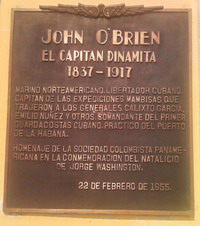 JOHN O'BRIEN
EL CAPITAN DINAMITA
1837-1917
MARINO NORTEAMERICANO, LIBERTADOR CUBANO,
CAPITAN DE LAS EXPEDICIONES MAMBISAS QUE
TRAJERON A LOS GENERALES CALIXTO GARCIA,
EMILIO NUÑEZ Y OTROS. COMANDANTE DEL PRIMER
GUARDACOSTAS CUBANO. PRACTICO DEL PUERTO
DE LA HABANA.
HOMENAJE DE LA SOCIEDAD COLOMBISTA PANAME-
RICANA EN LA CONMEMORACION DEL NATALICIO
DE JORGE WASHINGTON.
22 DE FEBRERO DE 1955.